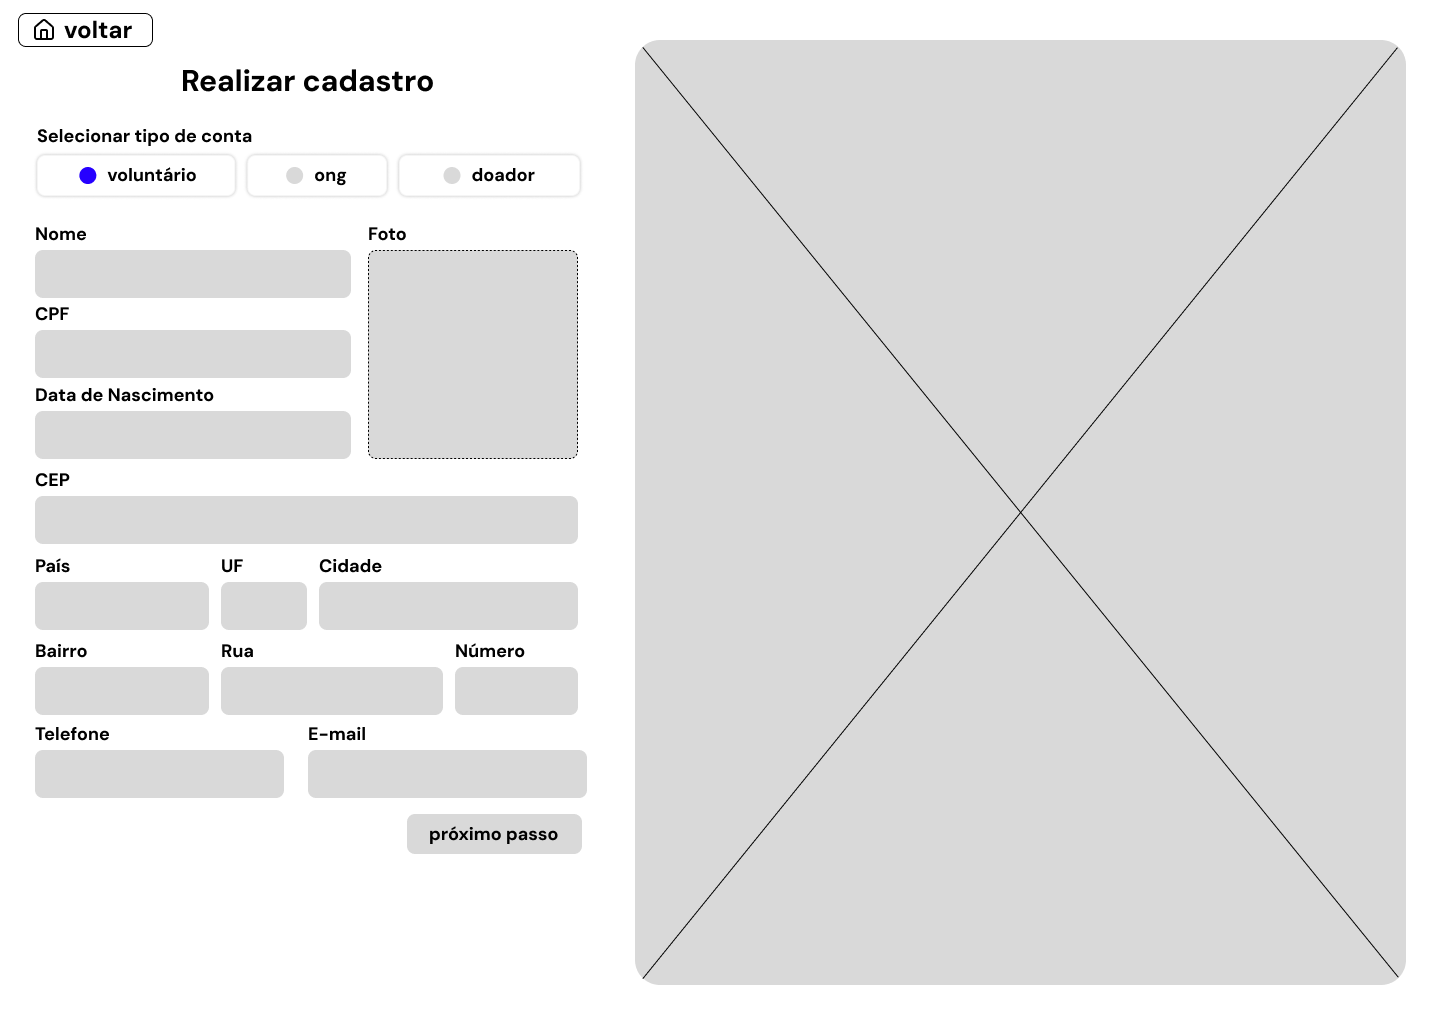 voltar
Realizar cadastro
Selecionar tipo de conta
voluntário
ong
doador
Nome
Foto
CPF
Data de Nascimento
CEP
País
UF
Cidade
Bairro
Rua
Número
Telefone
E-mail
próximo passo